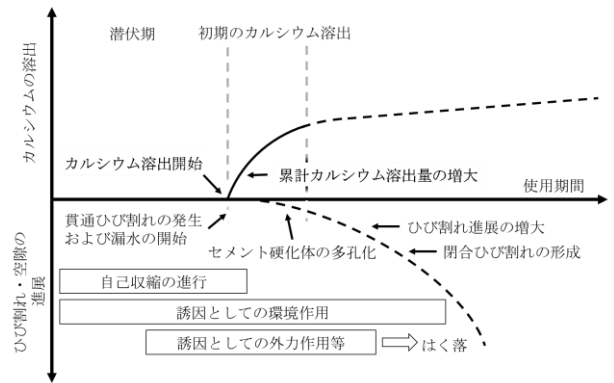 潜伏期
初期のカルシウム溶出
カルシウムの溶出
カルシウム溶出開始
累計カルシウム溶出量の増大
使用期間
貫通ひび割れの発生
および漏水の開始
セメント硬化体の多孔化
ひび割れ進展の増大
閉合ひび割れの形成
ひび割れ・空隙の
進展
自己収縮の進行
誘因としての環境作用
誘因としての外力作用等
はく落